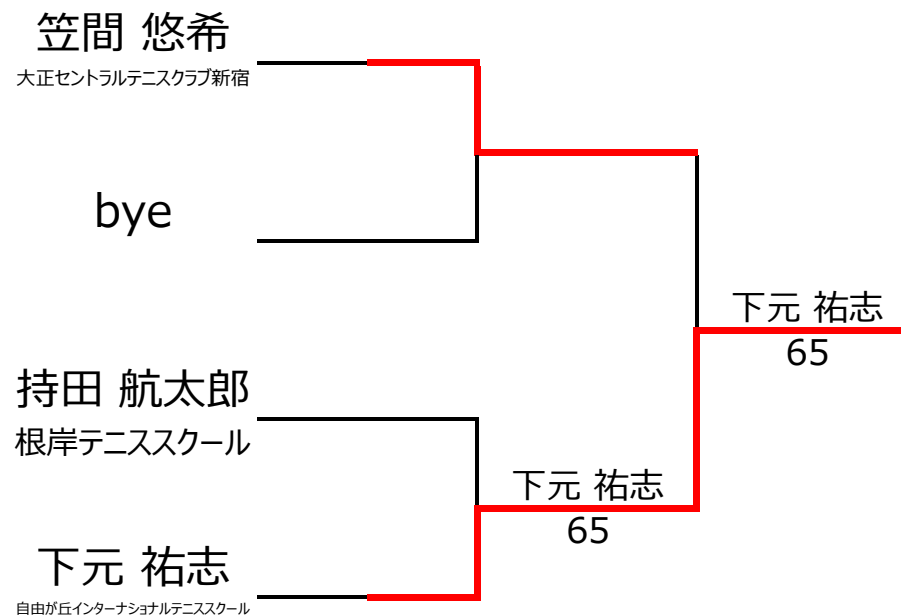 笠間 悠希
大正セントラルテニスクラブ新宿
bye
持田 航太郎
根岸テニススクール
下元 祐志
自由が丘インターナショナルテニススクール
下元 祐志
65
下元 祐志
65